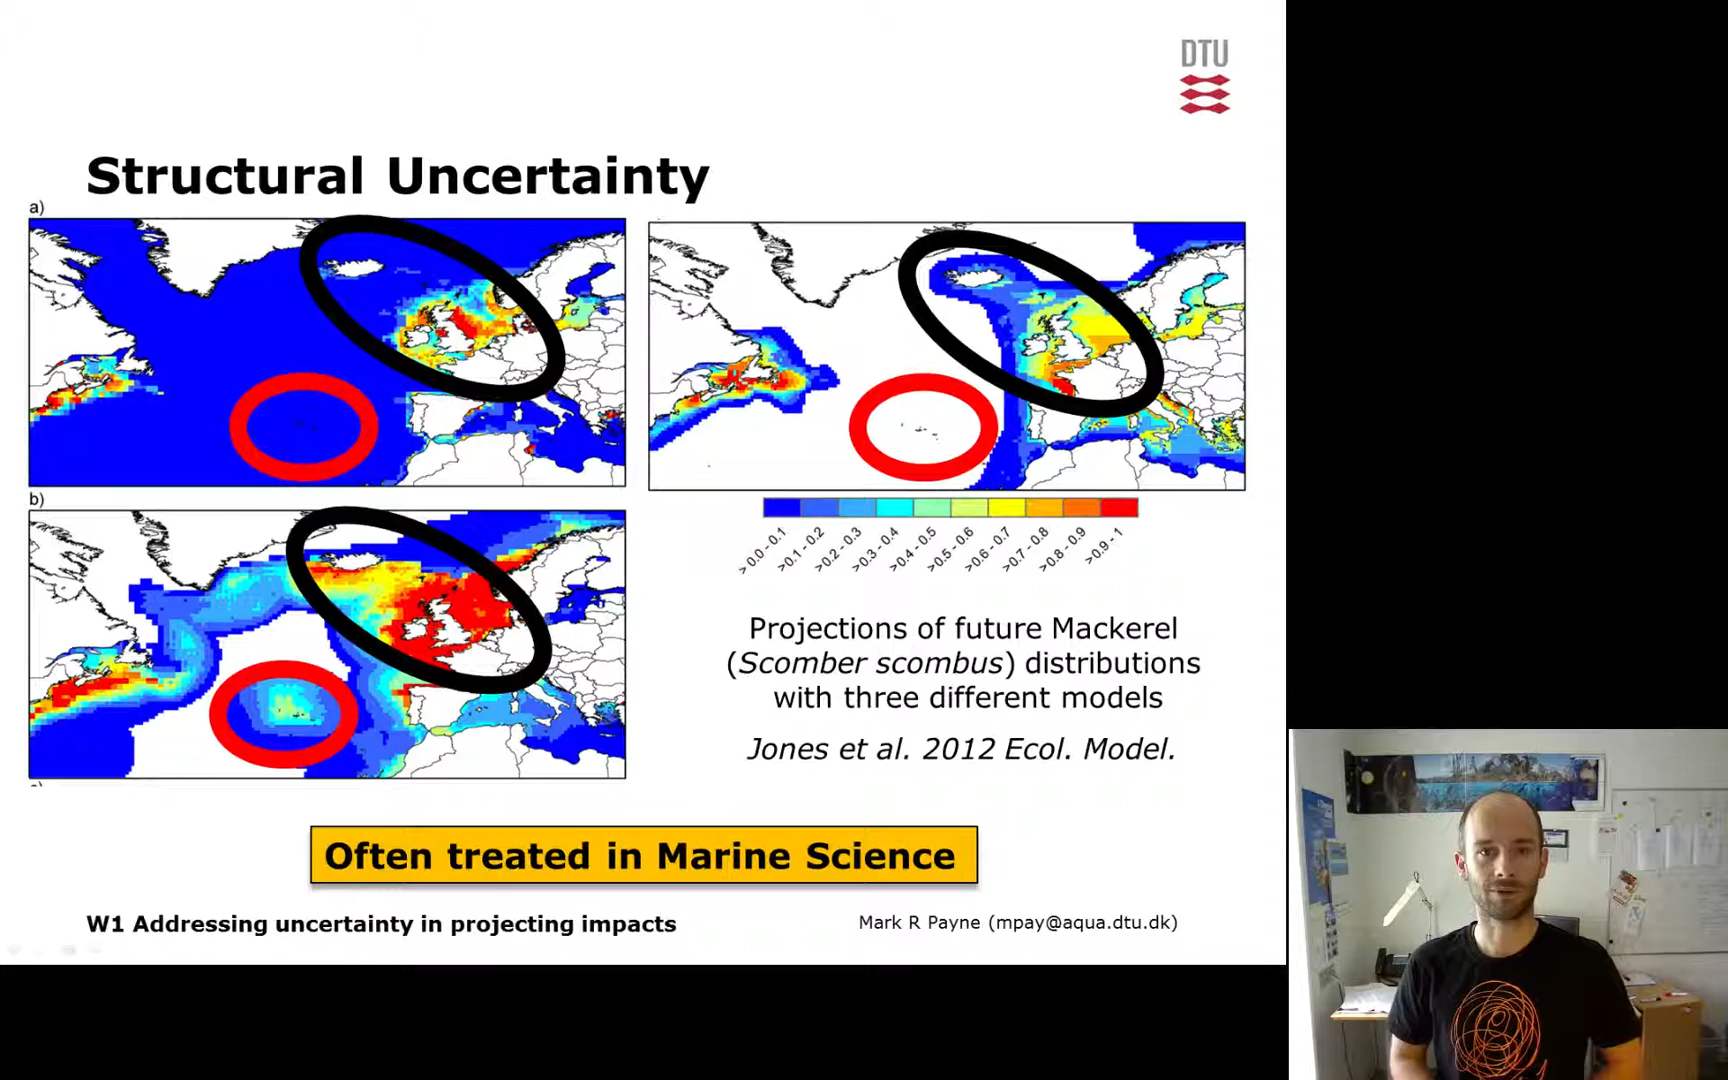 DTU
Structural Uncertainty
a)
b)
> 0.0 - 0.1
>0.1 - 0.2
>0.2 - 0.3
>0.3 - 0.4
>0.4 - 0.5
>0.5 - 0.6
>0.6 - 0.7
>0.7 - 0.8
>0.8 - 0.9
>0.9 - 1
Projections of future Mackerel
(Scomber scombus) distributions
with three different models
Jones et al. 2012 Ecol. Model.
Often treated in Marine Science
W1 Addressing uncertainty in projecting impacts
Mark R Payne (mpay@aqua.dtu.dk)